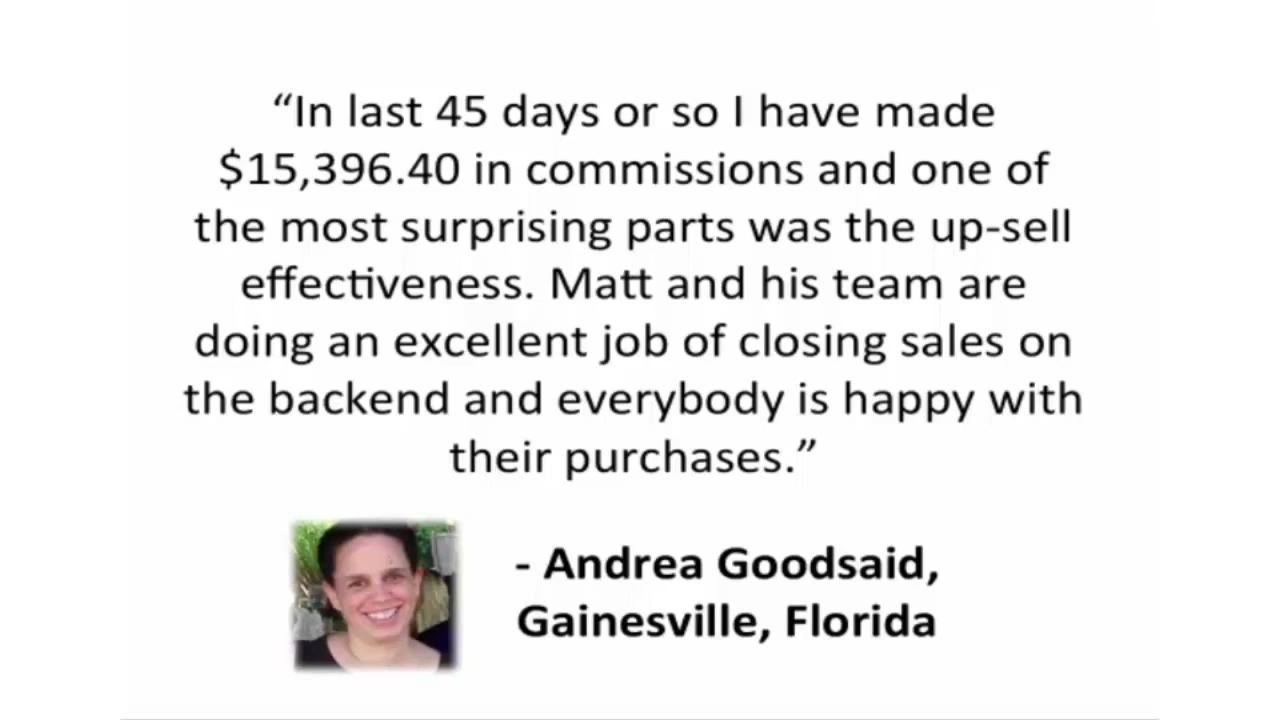 “In last 45 days or so I have made
$15,396.40 in commissions and one of
the most surprising parts was the up-sell
effectiveness. Matt and his team are
doing an excellent job of closing sales on
the backend and everybody is happy with
their purchases.”
- Andrea Goodsaid,
Gainesville, Florida